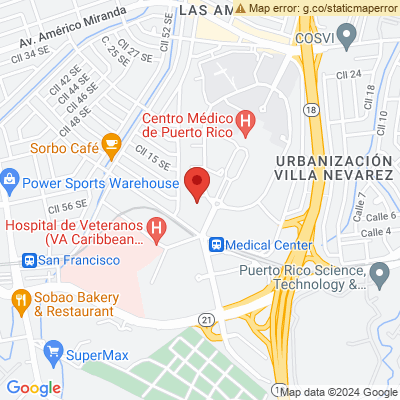 LAS AM
Map error: g.co/staticmaperror
Av. Américo Miranda
Cll 34 SE
Cll 52 SE
COSVI
Cll 42 SE
Cll 44 SE
Cll 46 SE
Cll 48 SE
C. 25 SE
Cll 24
Cll 18
Cll 10
18
Centro Médico
de Puerto Rico
H
Sorbo Café
Cll 15 SE
URBANIZACIÓN
VILLA NEVAREZ
Power Sports Warehouse
Cll 56 SE
Calle 7
Calle 6
Calle 4
Hospital de Veteranos
(VA Caribbean...
H
Medical Center
San Francisco
Puerto Rico Science,
Technology &...
Sobao Bakery
& Restaurant
21
SuperMax
Google
1
Map data ©2024 Google